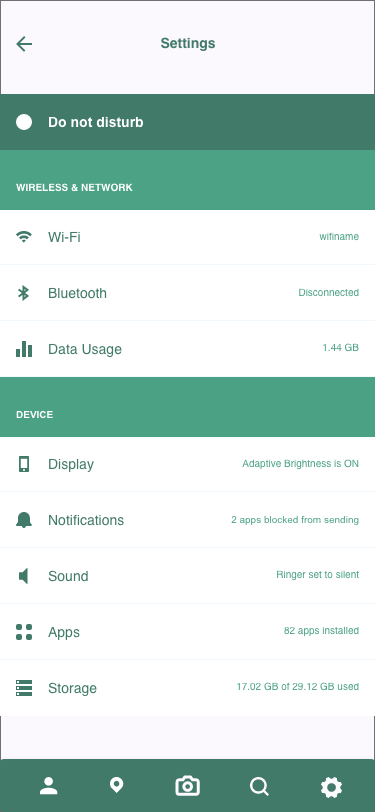 Settings
Do not disturb
WIRELESS & NETWORK
Wi-Fi wifiname
Bluetooth Disconnected
Data Usage 1.44 GB
DEVICE
Display Adaptive Brightness is ON
Notifications 2 apps blocked from sending
Sound Ringer set to silent
Apps 82 apps installed
Storage 17.02 GB of 29.12 GB used